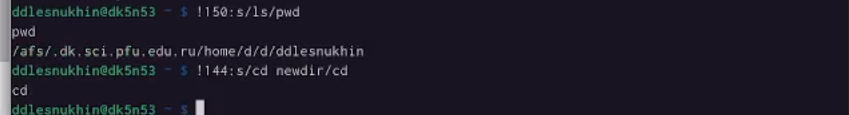 ddlesnukhin@dk5n53 ~ $ !150:s/ls/pwd
pwd
/afs/.dk.sci.pfu.edu.ru/home/d/d/ddlesnukhin
ddlesnukhin@dk5n53 ~ $ !144:s/cd newdir/cd
cd
ddlesnukhin@dk5n53 ~ $